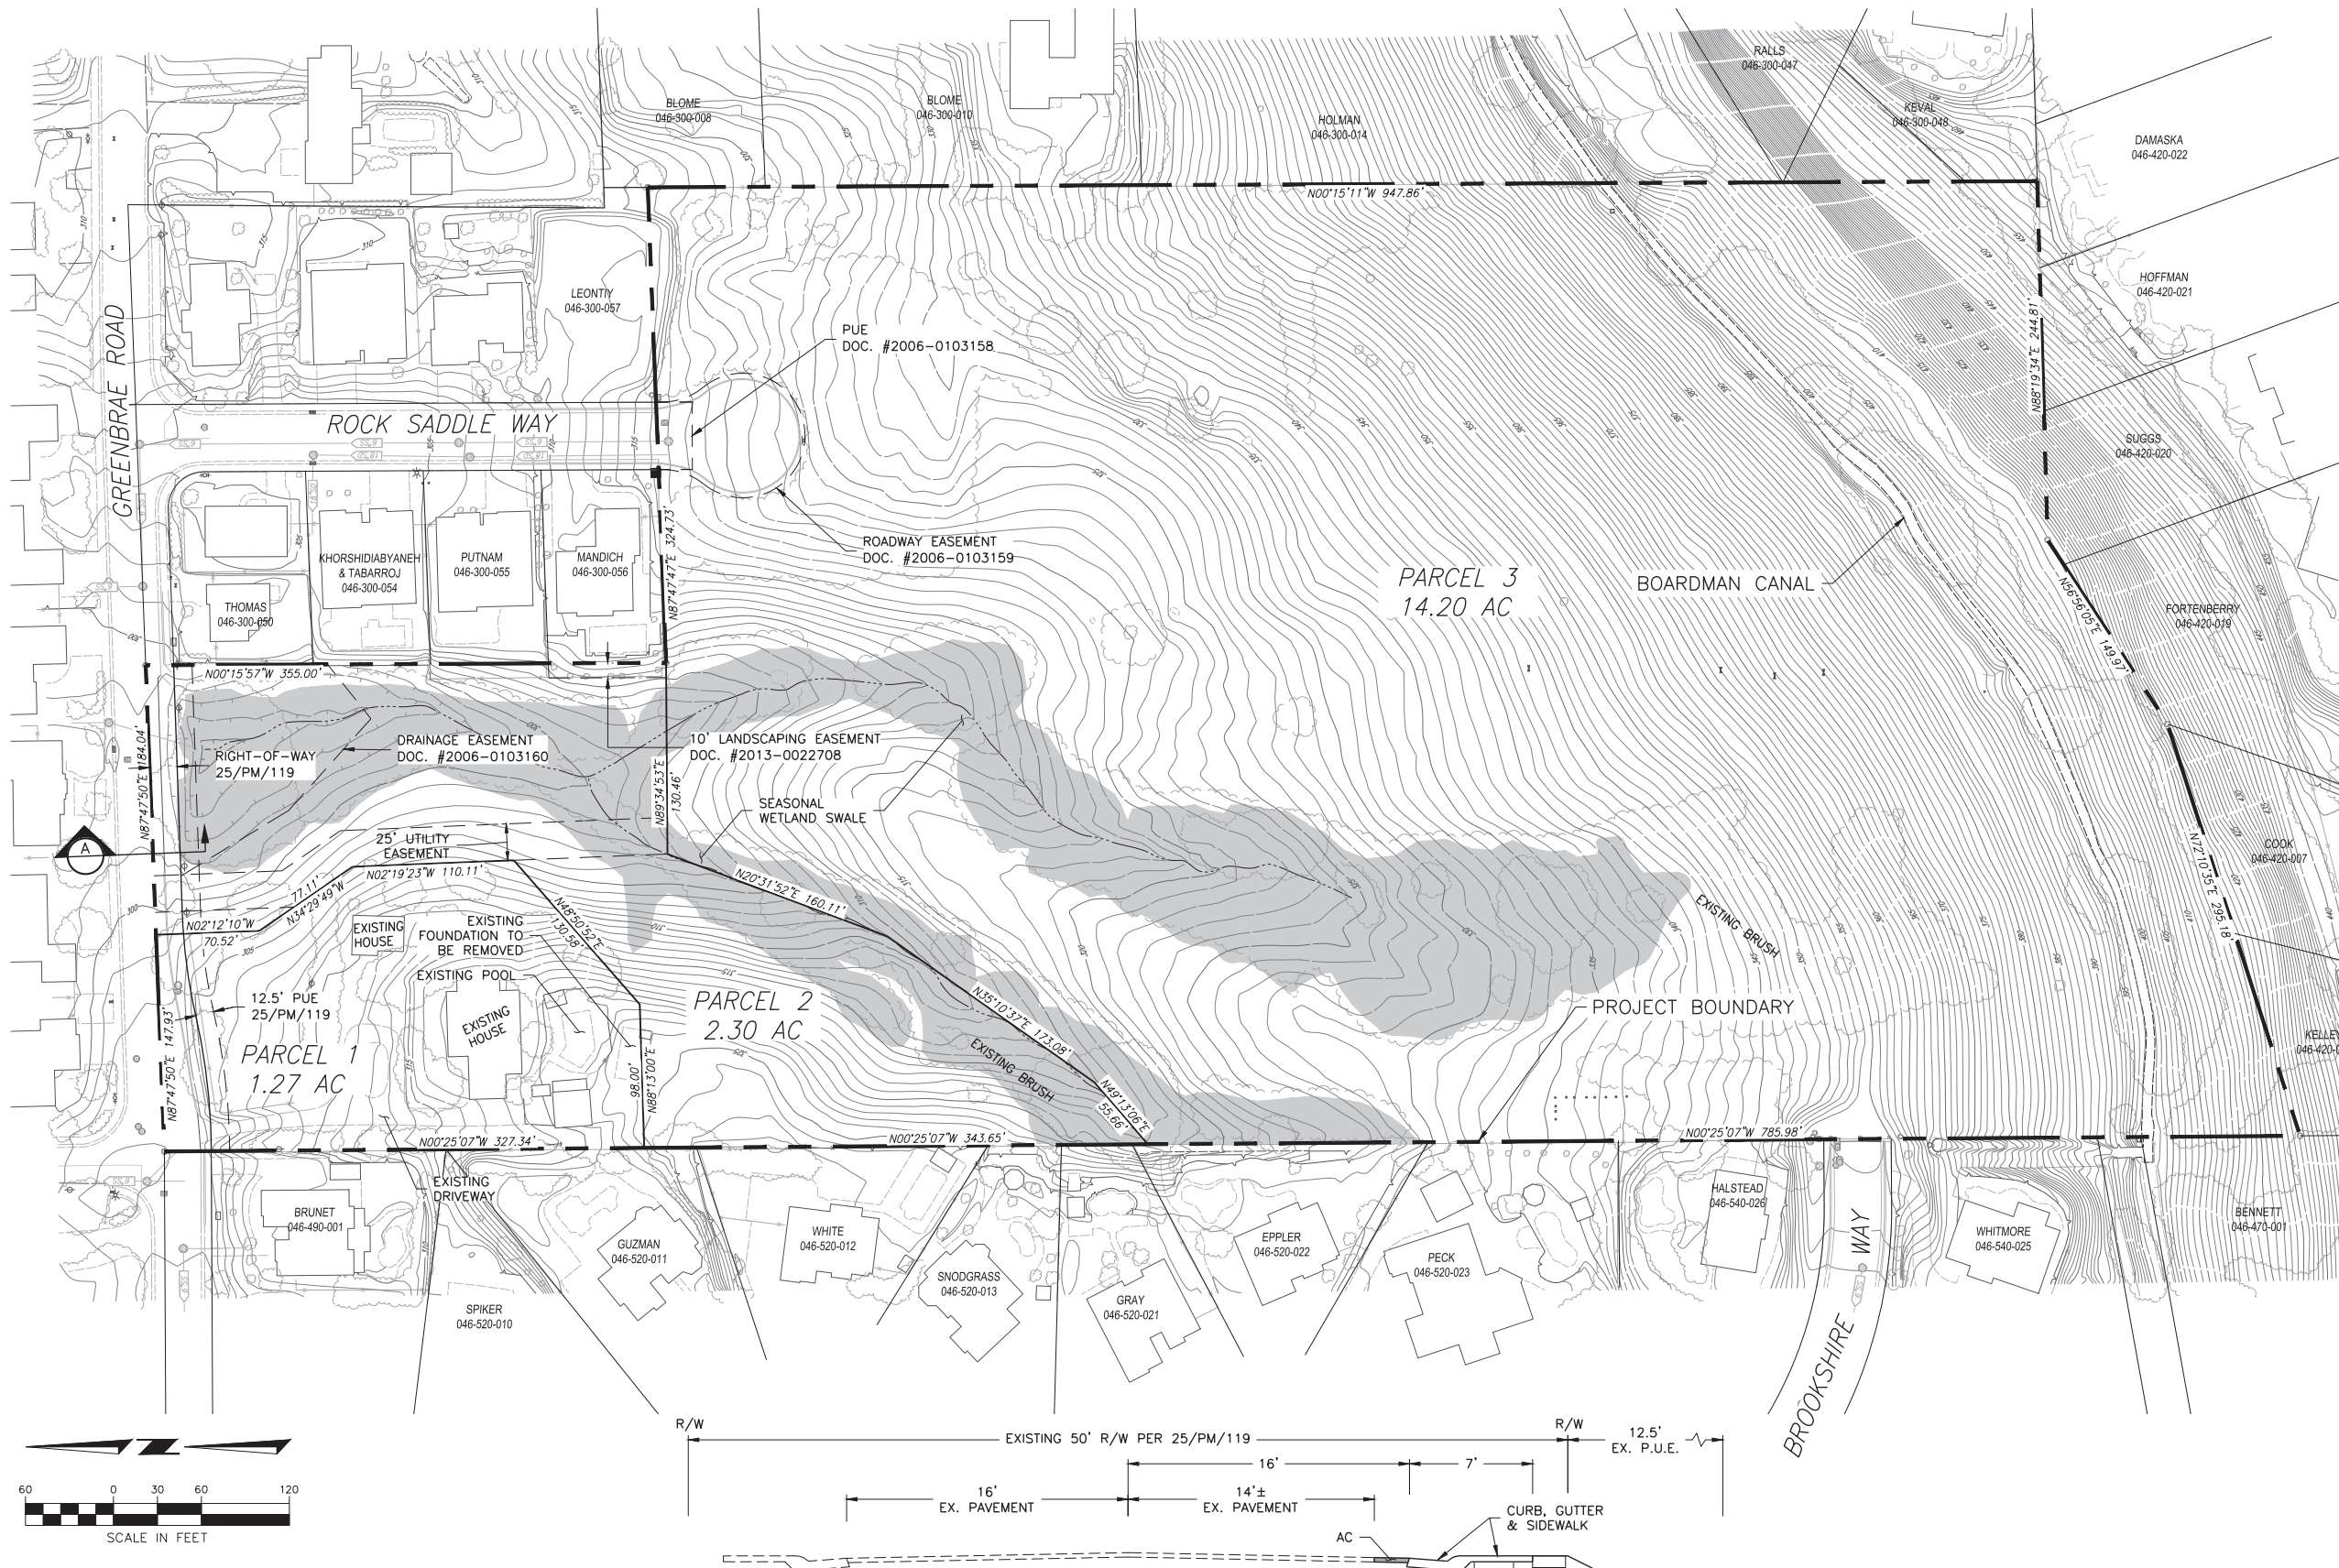 RALLS
046-300-047
BLOME
046-300-008
BLOME
046-300-010
HOLMAN
046-300-014
KEVAL
046-300-048
DAMASKA
046-420-022
N00°15'11"W 947.86'
HOFFMAN
046-420-021
LEONTIY
046-300-057
PUE
DOC. #2006-0103158
N88°19'34"E 244.81'
GREENBRAE ROAD
ROCK SADDLE WAY
SUGGS
046-420-020
N87°47'47"E 324.73'
ROADWAY EASEMENT
DOC. #2006-0103159
KHORSHIDIABYANEH
& TABARROJ
046-300-054
PUTNAM
046-300-055
MANDICH
046-300-056
THOMAS
046-300-050
PARCEL 3
14.20 AC
BOARDMAN CANAL
N56°56'05"E 149.97'
FORTENBERRY
046-420-019
N00°15'57"W 355.00'
N87°47'50"E 184.04'
RIGHT-OF-WAY
25/PM/119
DRAINAGE EASEMENT
DOC. #2006-0103160
10' LANDSCAPING EASEMENT
DOC. #2013-0022708
N89°34'53"E
130.46'
SEASONAL
WETLAND SWALE
A
25' UTILITY
EASEMENT
N02°19'23"W 110.11'
77.11'
N34°29'49"W
N02°12'10"W
70.52'
N20°31'52"E 160.11'
N48°50'52"E
130.58'
EXISTING
HOUSE
EXISTING
FOUNDATION TO
BE REMOVED
EXISTING POOL
EXISTING
HOUSE
12.5' PUE
25/PM/119
PARCEL 1
1.27 AC
N87°47'50"E 147.93'
PARCEL 2
2.30 AC
98.00'
N88°13'00"E
EXISTING BRUSH
N35°10'37"E 173.08'
N49°13'06"E
55.66'
EXISTING BRUSH
PROJECT BOUNDARY
N72°10'35"E 295.18'
COOK
046-420-007
KELLEY
N00°25'07"W 327.34'
N00°25'07"W 343.65'
N00°25'07"W 785.98'
EXISTING
DRIVEWAY
BRUNET
046-490-001
SPIKER
046-520-010
GUZMAN
046-520-011
WHITE
046-520-012
SNODGRASS
046-520-013
GRAY
046-520-021
EPPLER
046-520-022
PECK
046-520-023
HALSTEAD
046-540-026
BROOKSHIRE WAY
WHITMORE
046-540-025
BENNETT
046-470-001
60 0 30 60 120
SCALE IN FEET
R/W
EXISTING 50' R/W PER 25/PM/119
R/W
12.5'
EX. P.U.E.
16'
7'
16'
EX. PAVEMENT
14'±
EX. PAVEMENT
AC
CURB, GUTTER
& SIDEWALK